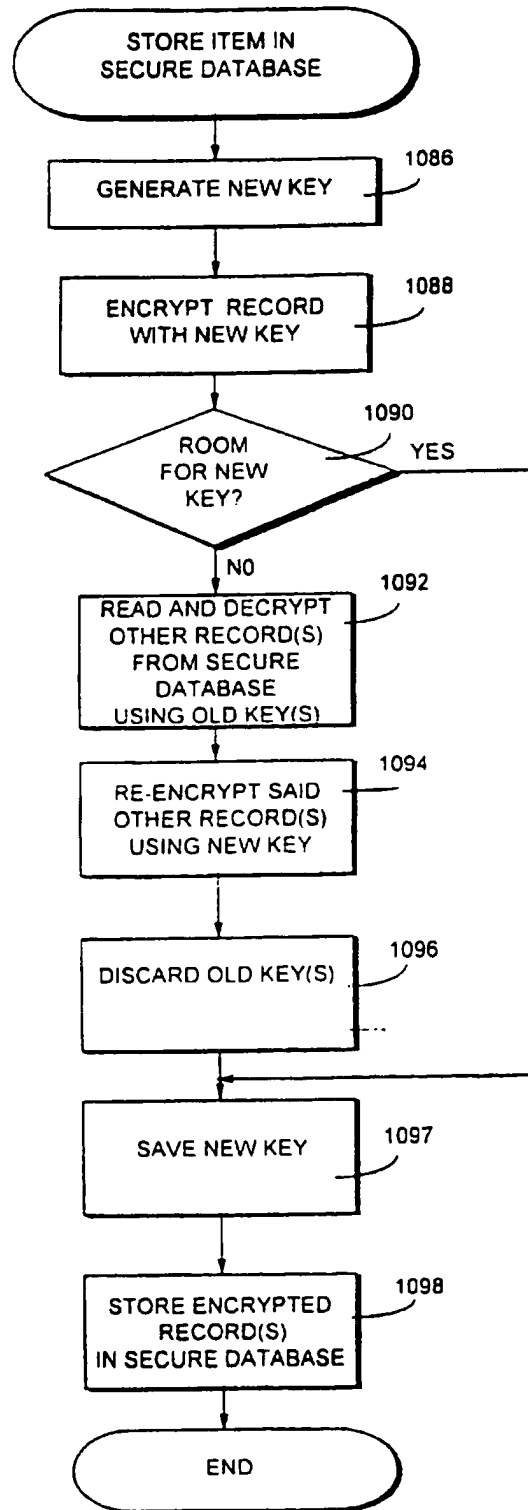 STORE ITEM IN
SECURE DATABASE
1086
GENERATE NEW KEY
1088
ENCRYPT RECORD
WITH NEW KEY
1090
ROOM
FOR NEW
KEY?
YES
NO
1092
READ AND DECRYPT
OTHER RECORD(S)
FROM SECURE
DATABASE
USING OLD KEY(S)
1094
RE-ENCRYPT SAID
OTHER RECORD(S)
USING NEW KEY
1096
DISCARD OLD KEY(S)
1097
SAVE NEW KEY
1098
STORE ENCRYPTED
RECORD(S)
IN SECURE DATABASE
END